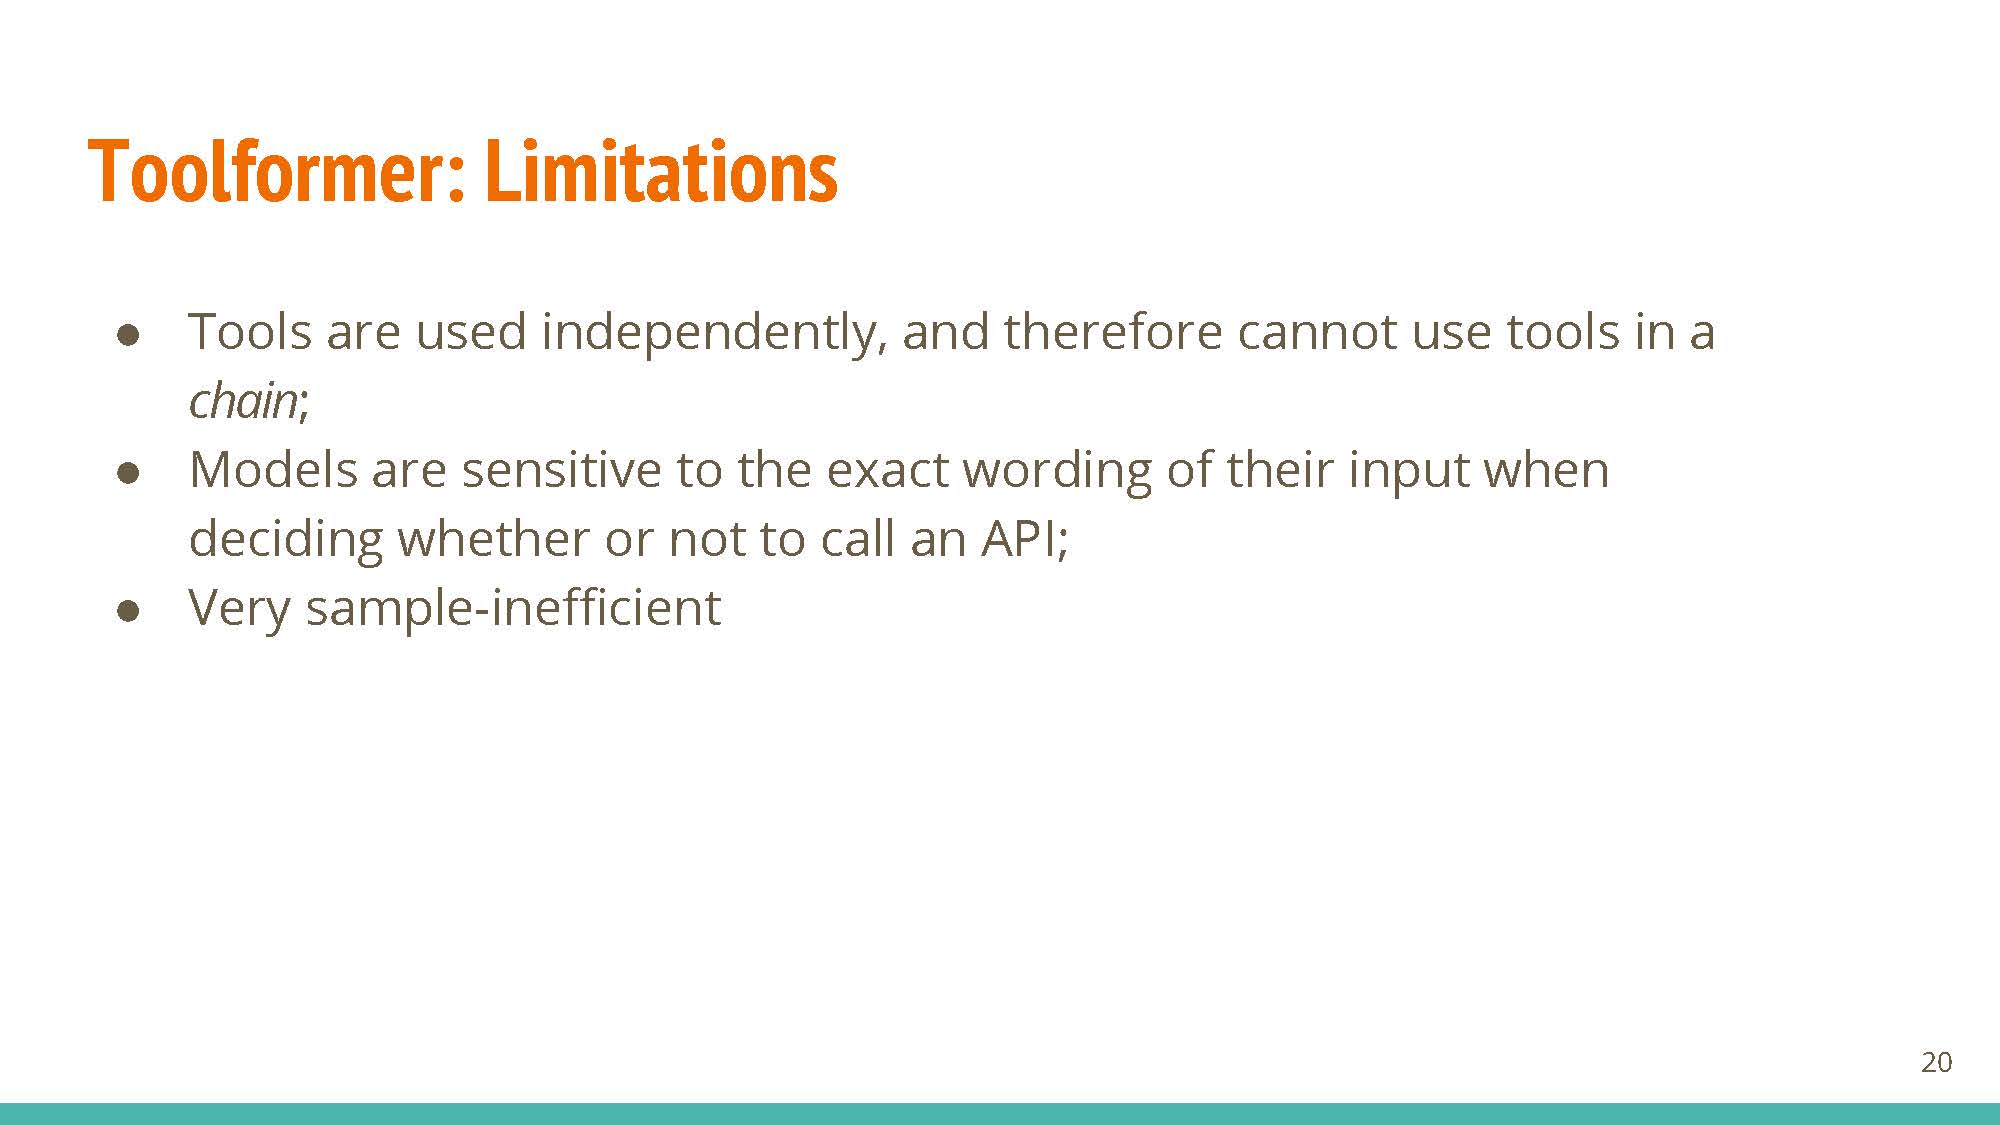 Toolformer: Limitations
● Tools are used independently, and therefore cannot use tools in a
chain;
● Models are sensitive to the exact wording of their input when
deciding whether or not to call an API;
● Very sample-inefficient
20